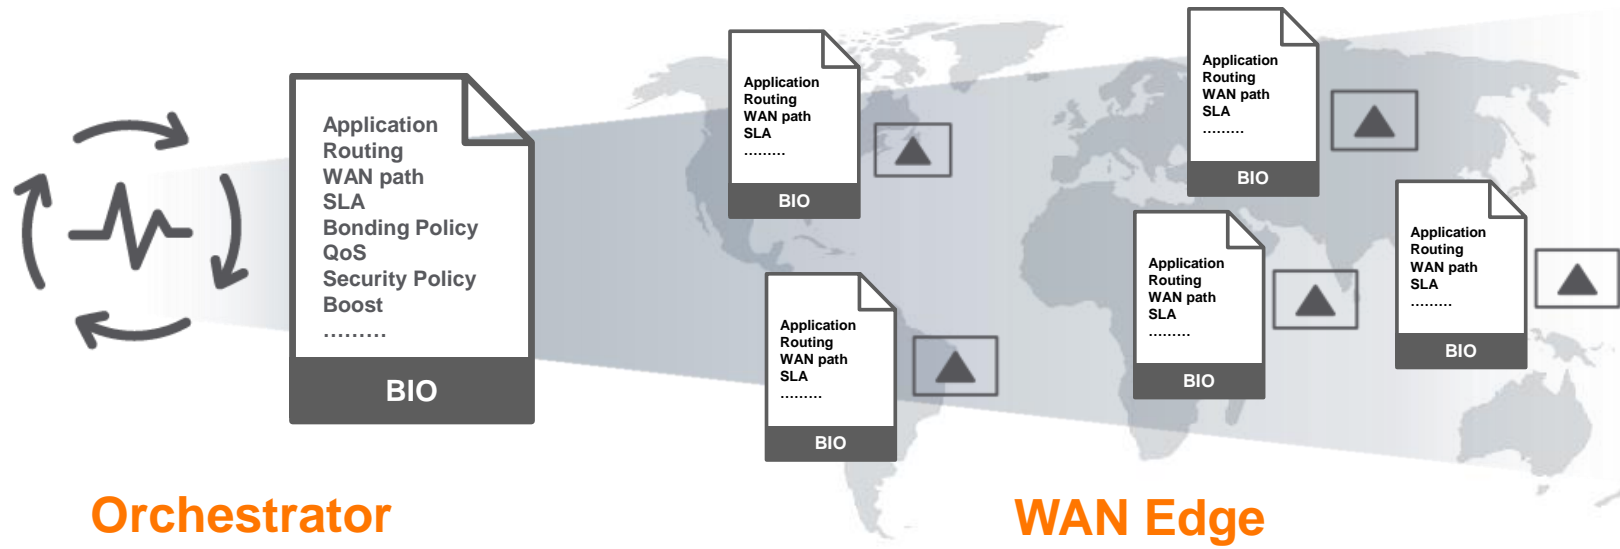 Application
Routing
WAN path
SLA
Bonding Policy
QoS
Security Policy
Boost
.........
BIO
Application
Routing
WAN path
SLA
.........
BIO
Application
Routing
WAN path
SLA
.........
BIO
Application
Routing
WAN path
SLA
.........
BIO
Application
Routing
WAN path
SLA
.........
BIO
Application
Routing
WAN path
SLA
.........
BIO
Orchestrator
WAN Edge